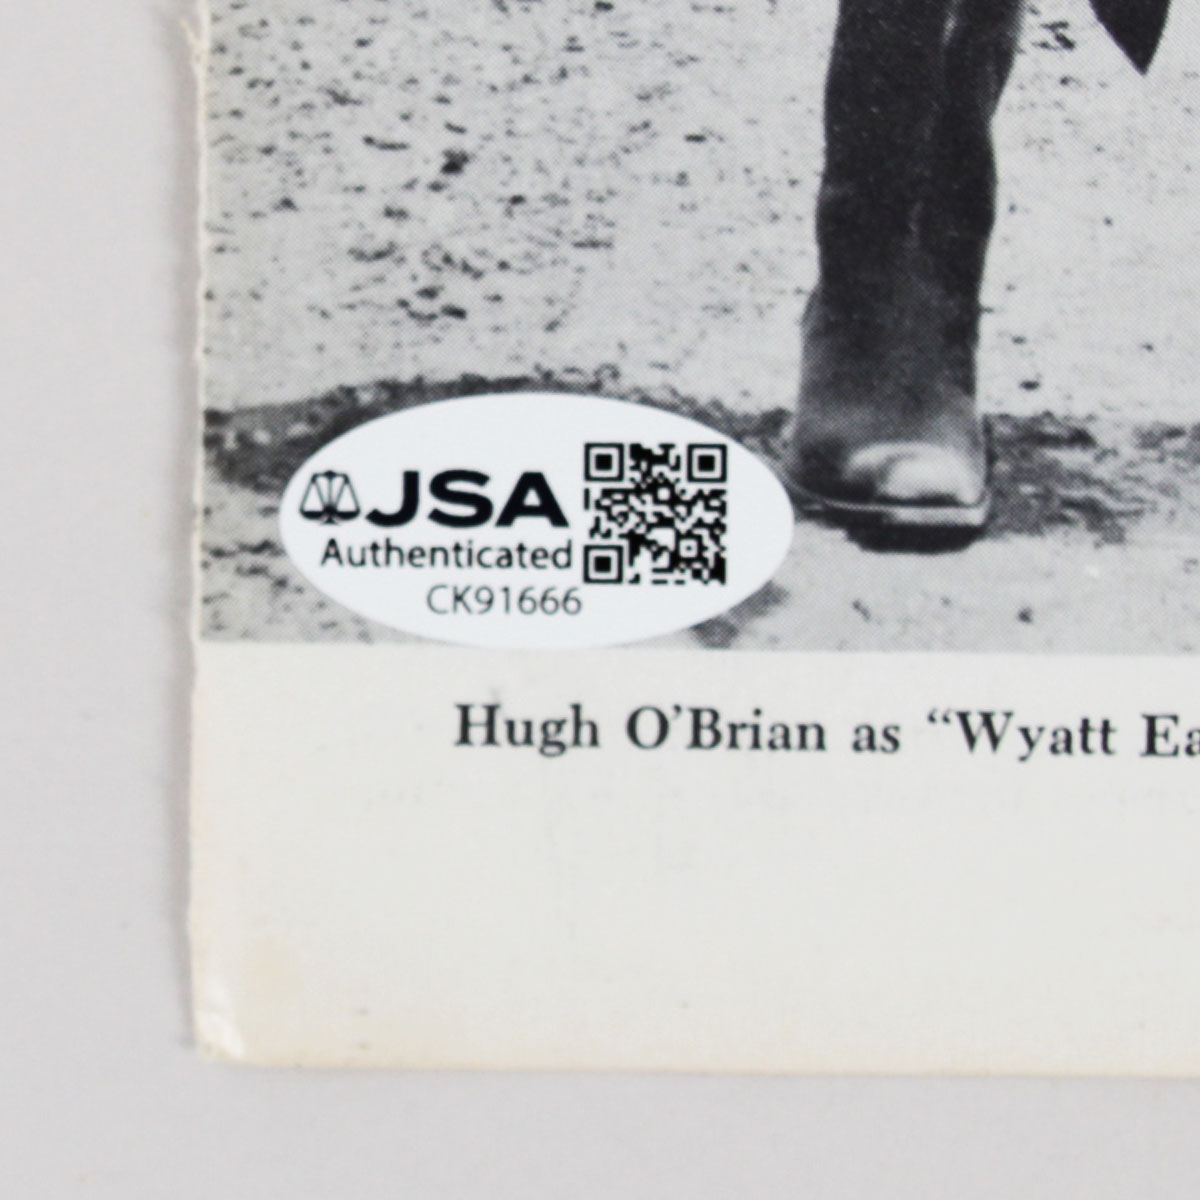 JSA
Authenticated
CK91666
Hugh O'Brian as “Wyatt Ea